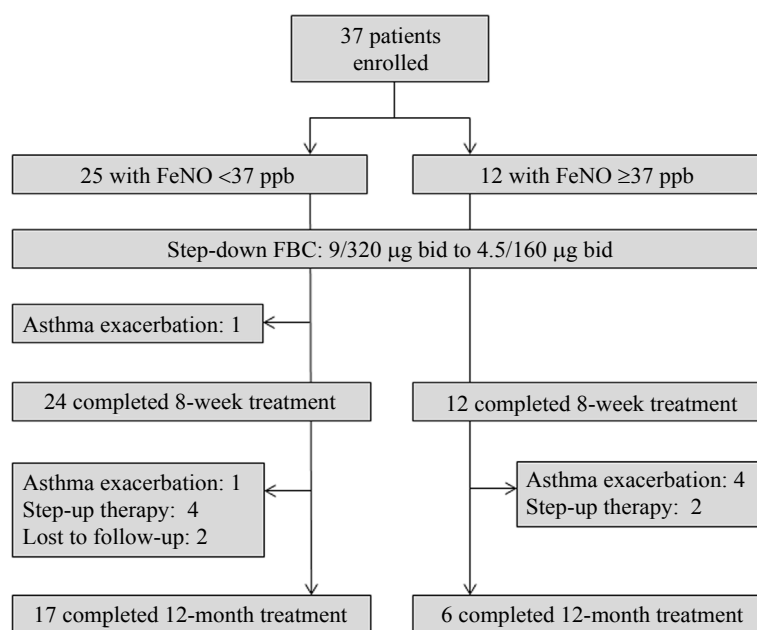 37 patients
enrolled
25 with FeNO <37 ppb
12 with FeNO ≥37 ppb
Step-down FBC: 9/320 μg bid to 4.5/160 μg bid
Asthma exacerbation: 1
24 completed 8-week treatment
12 completed 8-week treatment
Asthma exacerbation: 1
Step-up therapy: 4
Lost to follow-up: 2
Asthma exacerbation: 4
Step-up therapy: 2
17 completed 12-month treatment
6 completed 12-month treatment